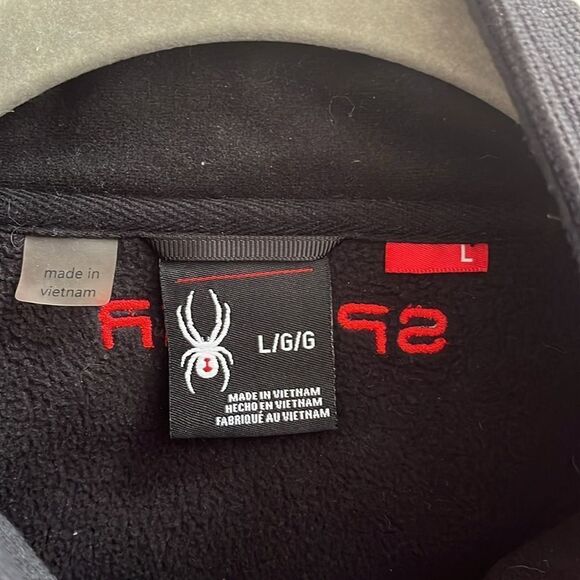 made in
vietnam
L
L/G/G
MADE IN VIETNAM
HECHO EN VIETNAM
FABRIQUÉ AU VIETNAM